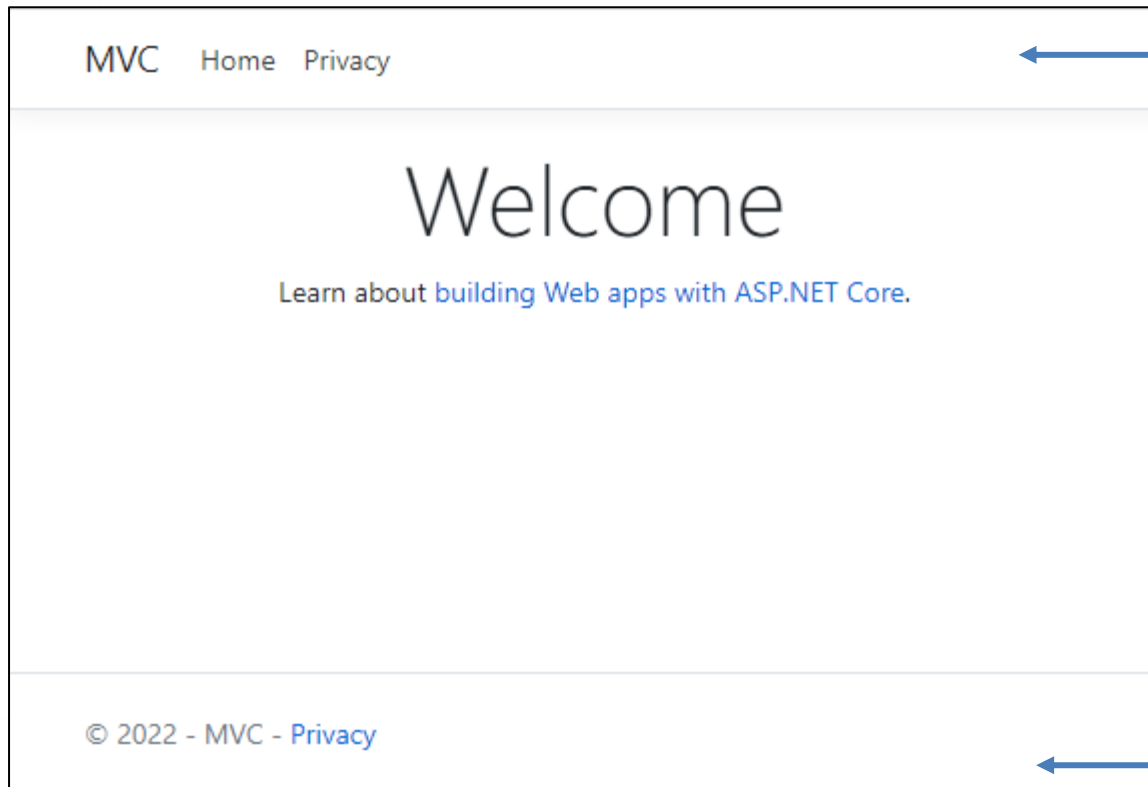 MVC Home Privacy
Welcome
Learn about building Web apps with ASP.NET Core.
© 2022 - MVC - Privacy